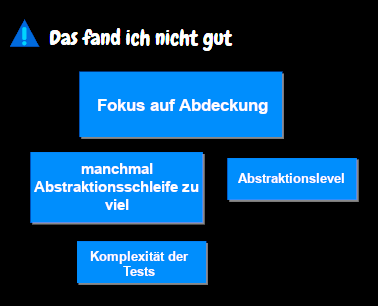 Das fand ich nicht gut
Fokus auf Abdeckung
manchmal
Abstraktionsschleife zu
viel
Abstraktionslevel
Komplexität der
Tests